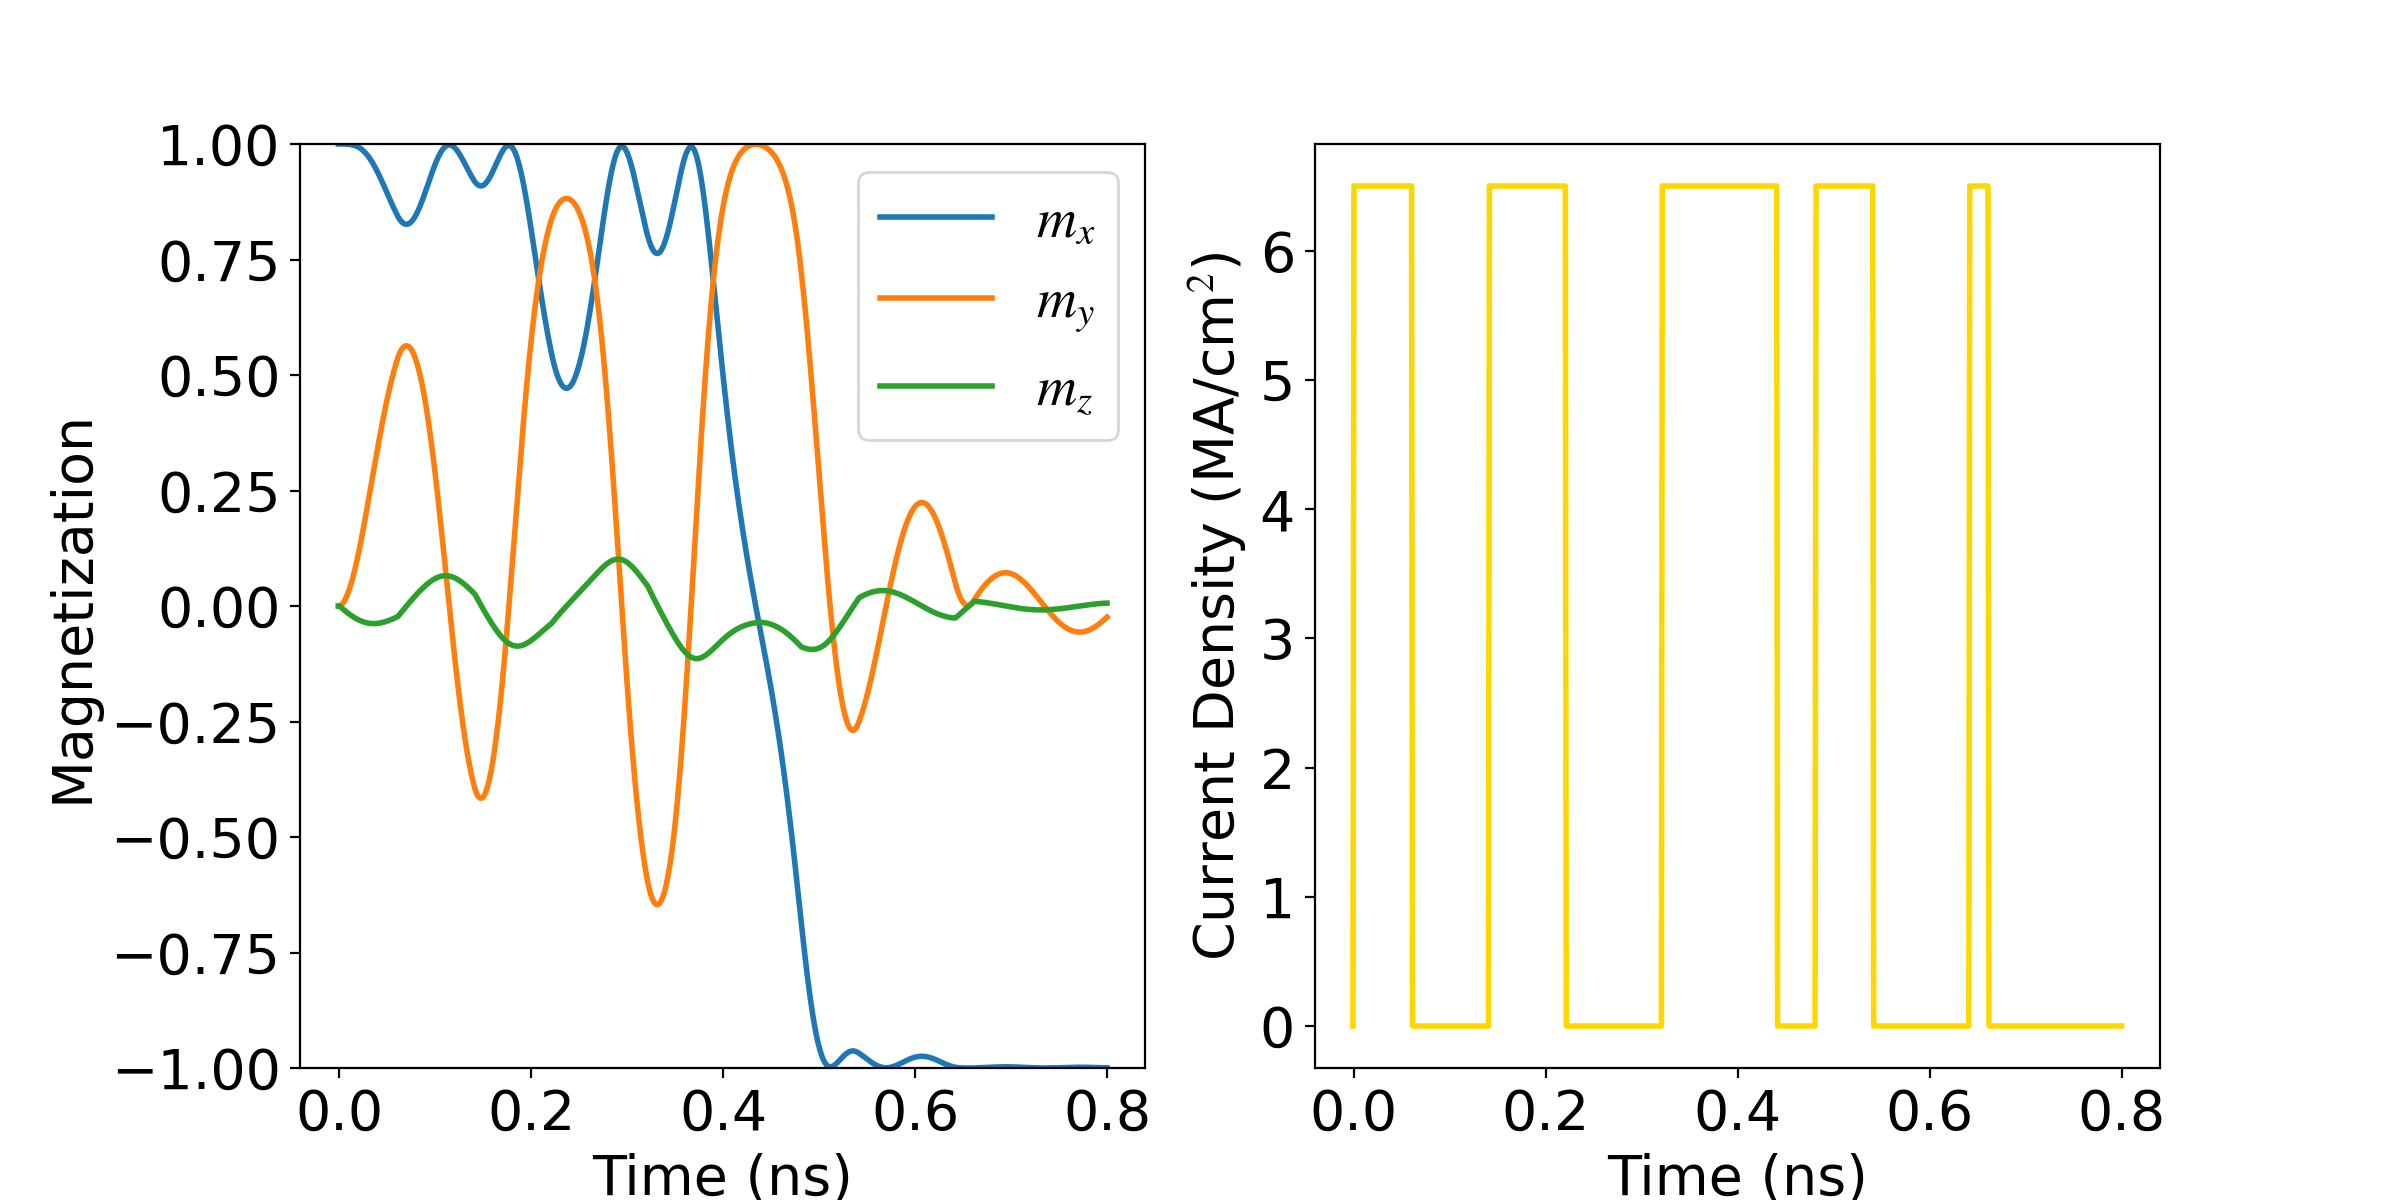 Magnetization
1.00
0.75
0.50
0.25
0.00
−0.25
−0.50
−0.75
−1.00
0.0 0.2 0.4 0.6 0.8
Time (ns)
m_x
m_y
m_z
Current Density (MA/cm²)
6
5
4
3
2
1
0
0.0 0.2 0.4 0.6 0.8
Time (ns)